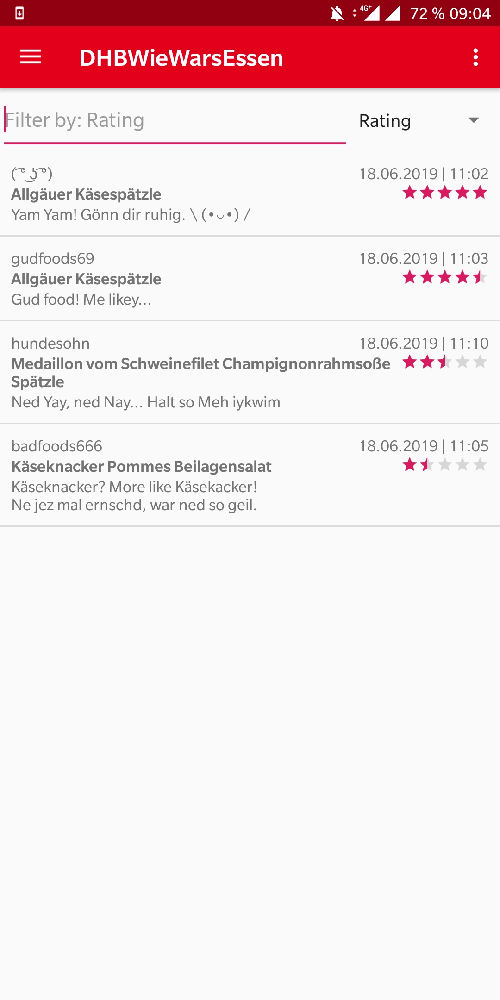 4G+ 72 % 09:04
DHBWieWarsEssen
Filter by: Rating Rating
( ͡° ͜ʖ ͡°) 18.06.2019 | 11:02
Allgäuer Käsespätzle
Yam Yam! Gönn dir ruhig. \ (•◡•) /
gudfoods69 18.06.2019 | 11:03
Allgäuer Käsespätzle
Gud food! Me likey...
hundesohn 18.06.2019 | 11:10
Medaillon vom Schweinefilet Champignonrahmsoße
Spätzle
Ned Yay, ned Nay... Halt so Meh iykwim
badfoods666 18.06.2019 | 11:05
Käseknacker Pommes Beilagensalat
Käseknacker? More like Käsekacker!
Ne jez mal ernschd, war ned so geil.